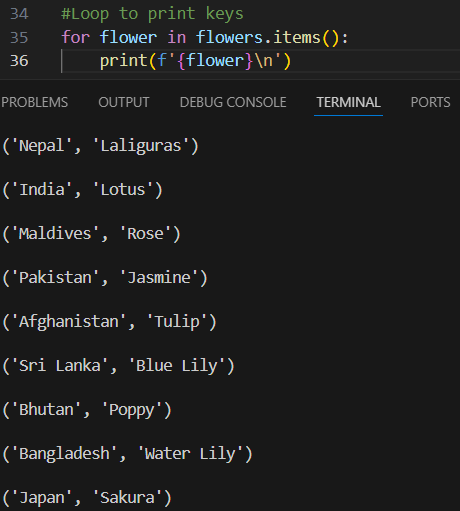 34 #Loop to print keys
35 for flower in flowers.items():
36 print(f'{flower}\n')
PROBLEMS OUTPUT DEBUG CONSOLE TERMINAL PORTS
('Nepal', 'Laliguras')
('India', 'Lotus')
('Maldives', 'Rose')
('Pakistan', 'Jasmine')
('Afghanistan', 'Tulip')
('Sri Lanka', 'Blue Lily')
('Bhutan', 'Poppy')
('Bangladesh', 'Water Lily')
('Japan', 'Sakura')